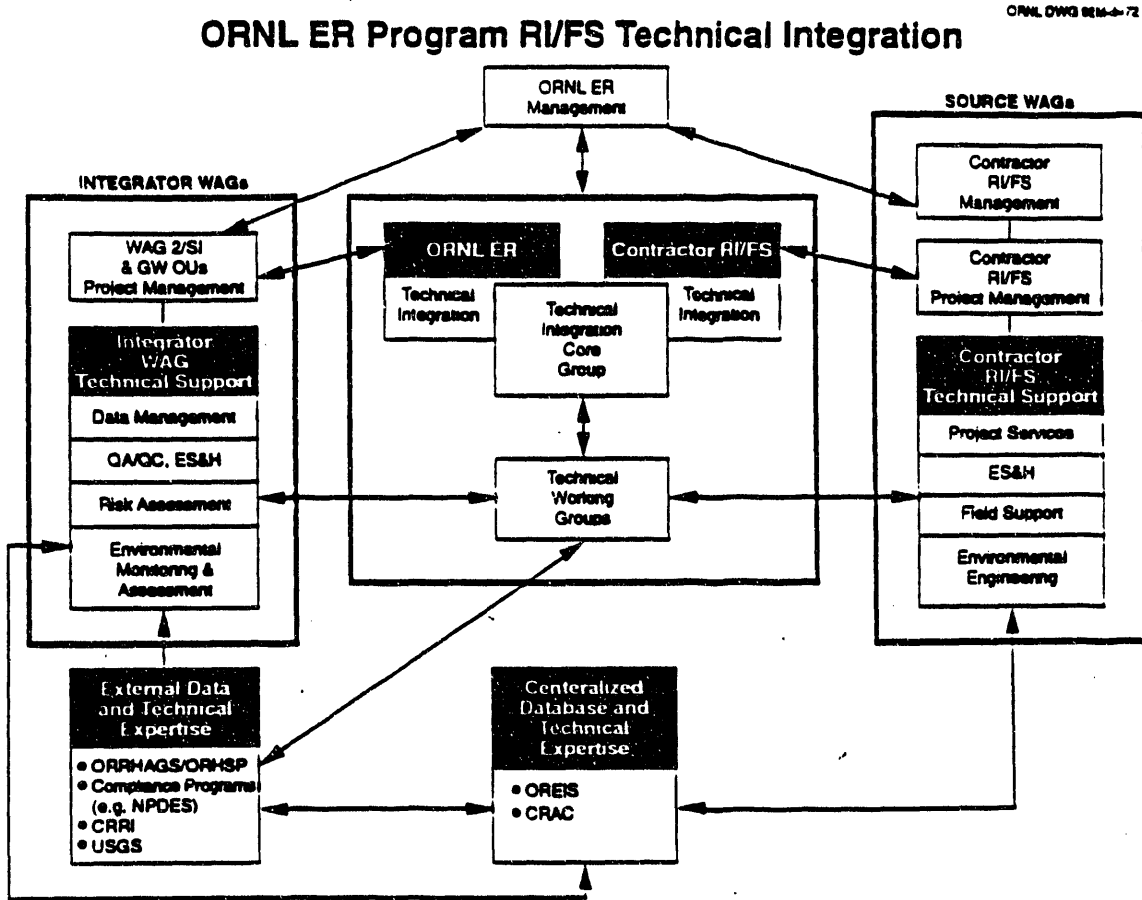 ORNL DWG
ORNL ER Program RI/FS Technical Integration
ORNL ER
Management
SOURCE WAGs
INTEGRATOR WAGs
Contractor
RI/FS
Management
WAG 2/SI
& GW OUs
Project Management
ORNL ER
Technical
Integration
Contractor RI/FS
Technical
Integration
Technical
Integration
Core
Group
Contractor
RI/FS
Project Management
Integrator
WAG
Technical Support
Data Management
QA/QC, ES&H
Risk Assessment
Environmental
Monitoring &
Assessment
Technical
Working
Groups
Contractor
RI/FS
Technical Support
Project Services
ES&H
Field Support
Environmental
Engineering
External Data
and Technical
Expertise
• ORRHAGS/ORHSP
• Compliance Programs
(e.g. NPDES)
• CRRI
• USGS
Centeralized
Database and
Technical
Expertise
• OREIS
• CRAC